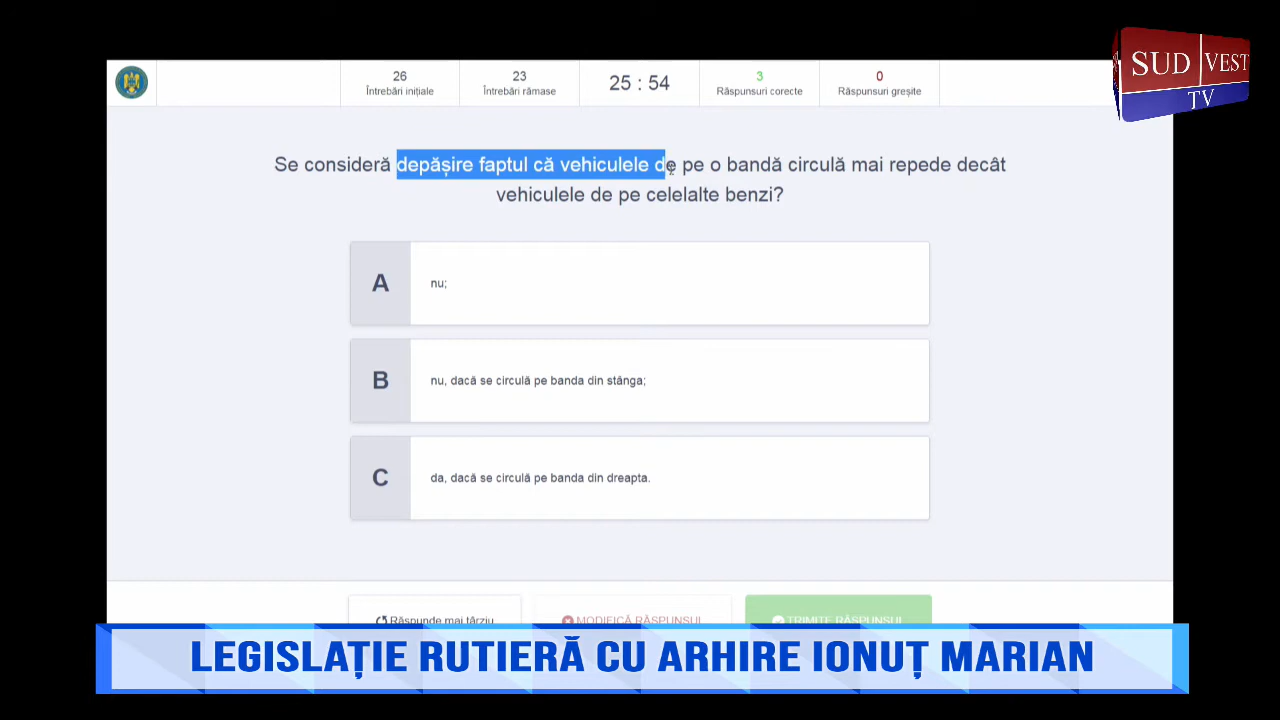 SUD VEST
TV
26
Întrebări inițiale
23
Întrebări rămase
25 : 54
3
Răspunsuri corecte
0
Răspunsuri greșite
Se consideră depășire faptul că vehiculele de pe o bandă circulă mai repede decât
vehiculele de pe celelalte benzi?
A
nu;
B
nu, dacă se circulă pe banda din stânga;
C
da, dacă se circulă pe banda din dreapta.
Răspunde mai târziu
MODIFICĂ RĂSPUNSUL
TRIMITE RĂSPUNSUL
LEGISLAȚIE RUTIERĂ CU ARHIRE IONUȚ MARIAN